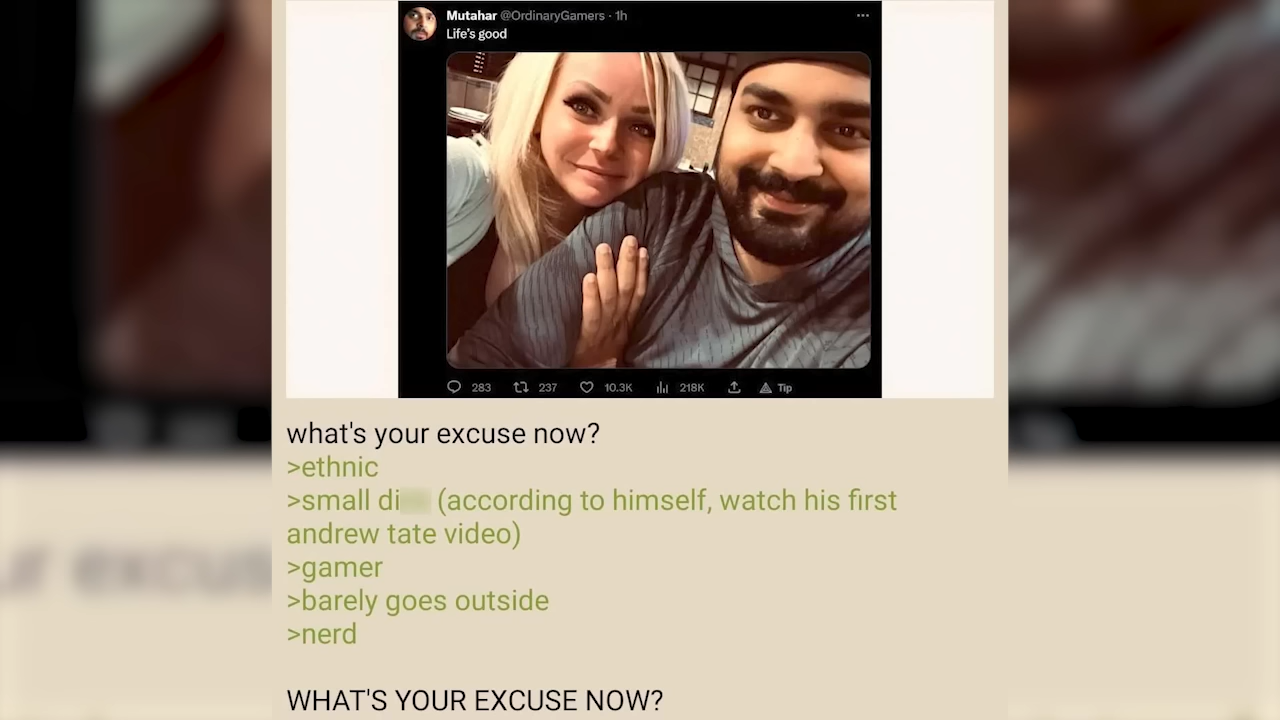 Mutahar @OrdinaryGamers · 1h
Life's good
283 237 10.3K 218K Tip
what's your excuse now?
>ethnic
>small di (according to himself, watch his first
andrew tate video)
>gamer
>barely goes outside
>nerd
WHAT'S YOUR EXCUSE NOW?